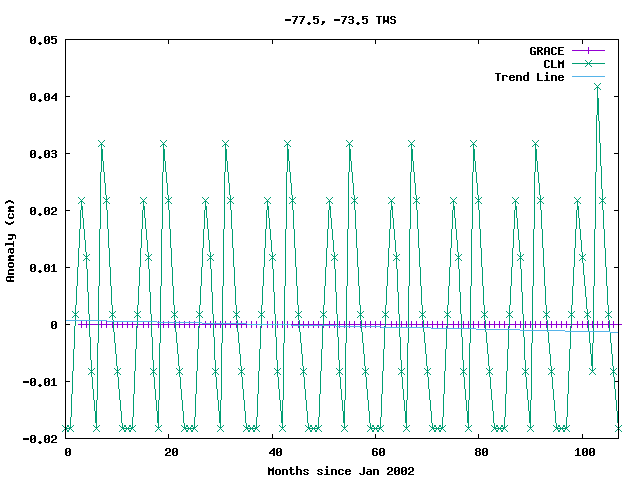 -77.5, -73.5 TWS
0.05
0.04
0.03
0.02
0.01
0
-0.01
-0.02
Anomaly (cm)
GRACE
CLM
Trend Line
0 20 40 60 80 100
Months since Jan 2002